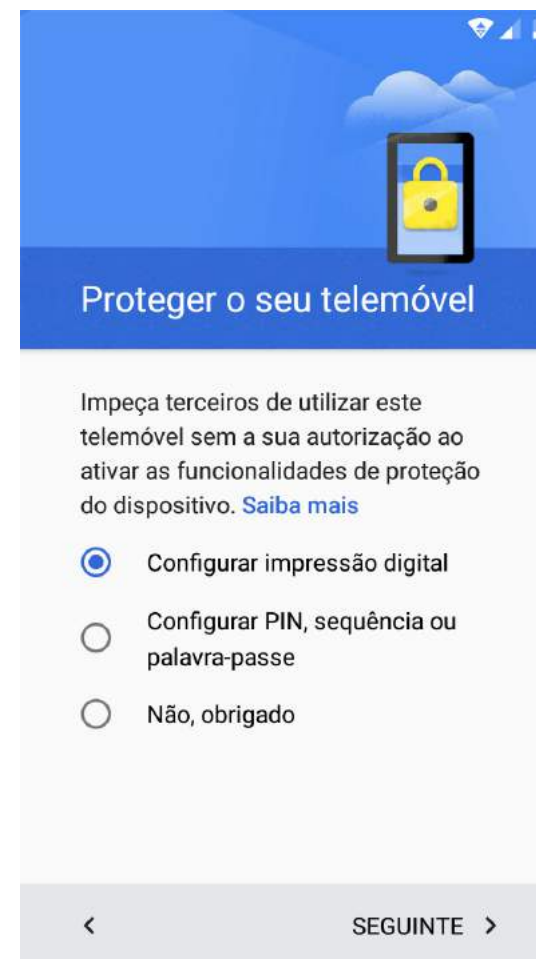 Proteger o seu telemóvel
Impeça terceiros de utilizar este
telemóvel sem a sua autorização ao
ativar as funcionalidades de proteção
do dispositivo. Saiba mais
Configurar impressão digital
Configurar PIN, sequência ou
palavra-passe
Não, obrigado
SEGUINTE